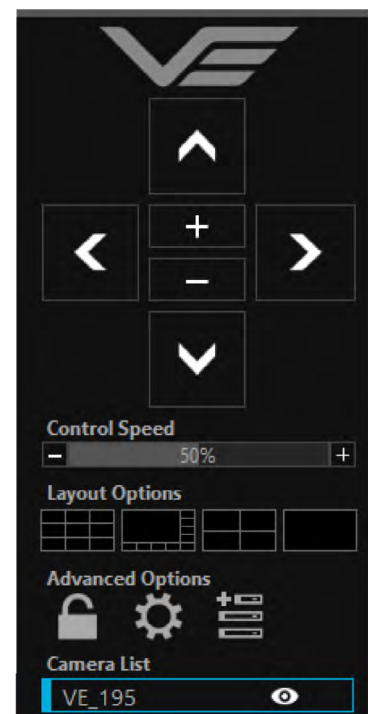 VE
+
−
Control Speed
− 50% +
Layout Options
Advanced Options
Camera List
VE_195